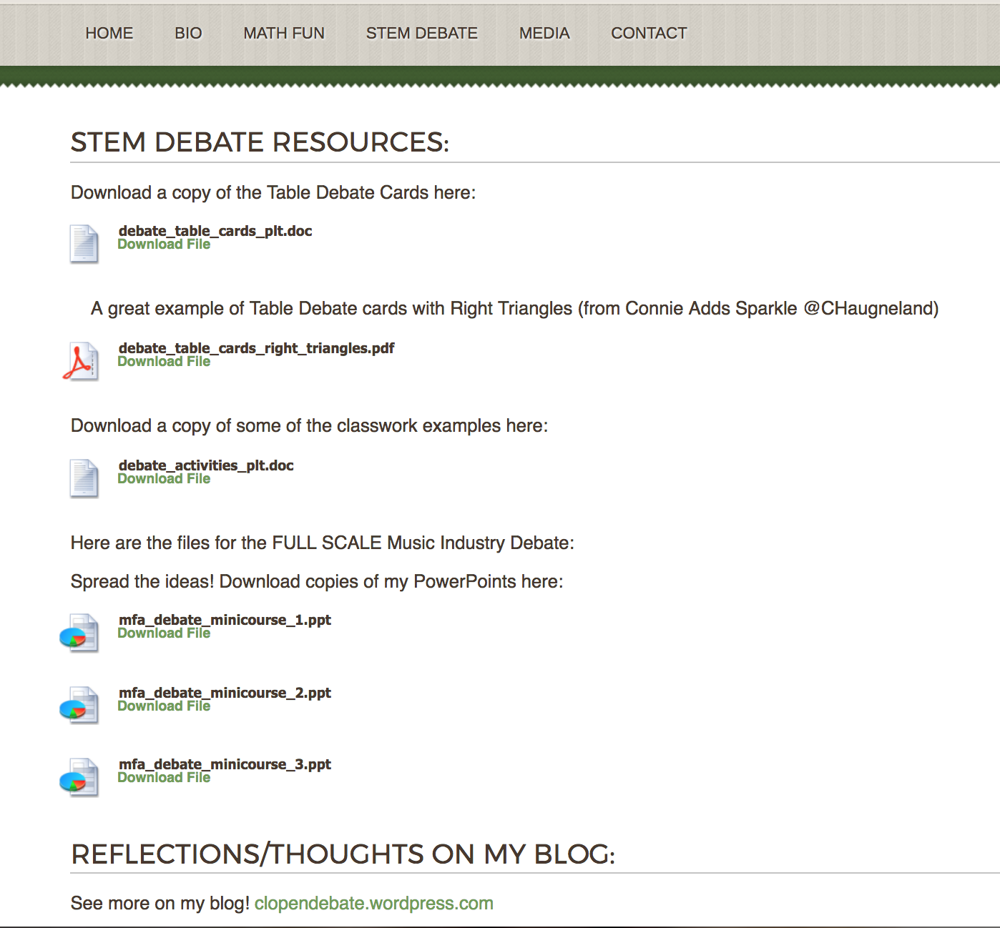 HOME BIO MATH FUN STEM DEBATE MEDIA CONTACT
STEM DEBATE RESOURCES:
Download a copy of the Table Debate Cards here:
debate_table_cards_plt.doc
Download File
A great example of Table Debate cards with Right Triangles (from Connie Adds Sparkle @CHaugneland)
debate_table_cards_right_triangles.pdf
Download File
Download a copy of some of the classwork examples here:
debate_activities_plt.doc
Download File
Here are the files for the FULL SCALE Music Industry Debate:
Spread the ideas! Download copies of my PowerPoints here:
mfa_debate_minicourse_1.ppt
Download File
mfa_debate_minicourse_2.ppt
Download File
mfa_debate_minicourse_3.ppt
Download File
REFLECTIONS/THOUGHTS ON MY BLOG:
See more on my blog! clopendebate.wordpress.com